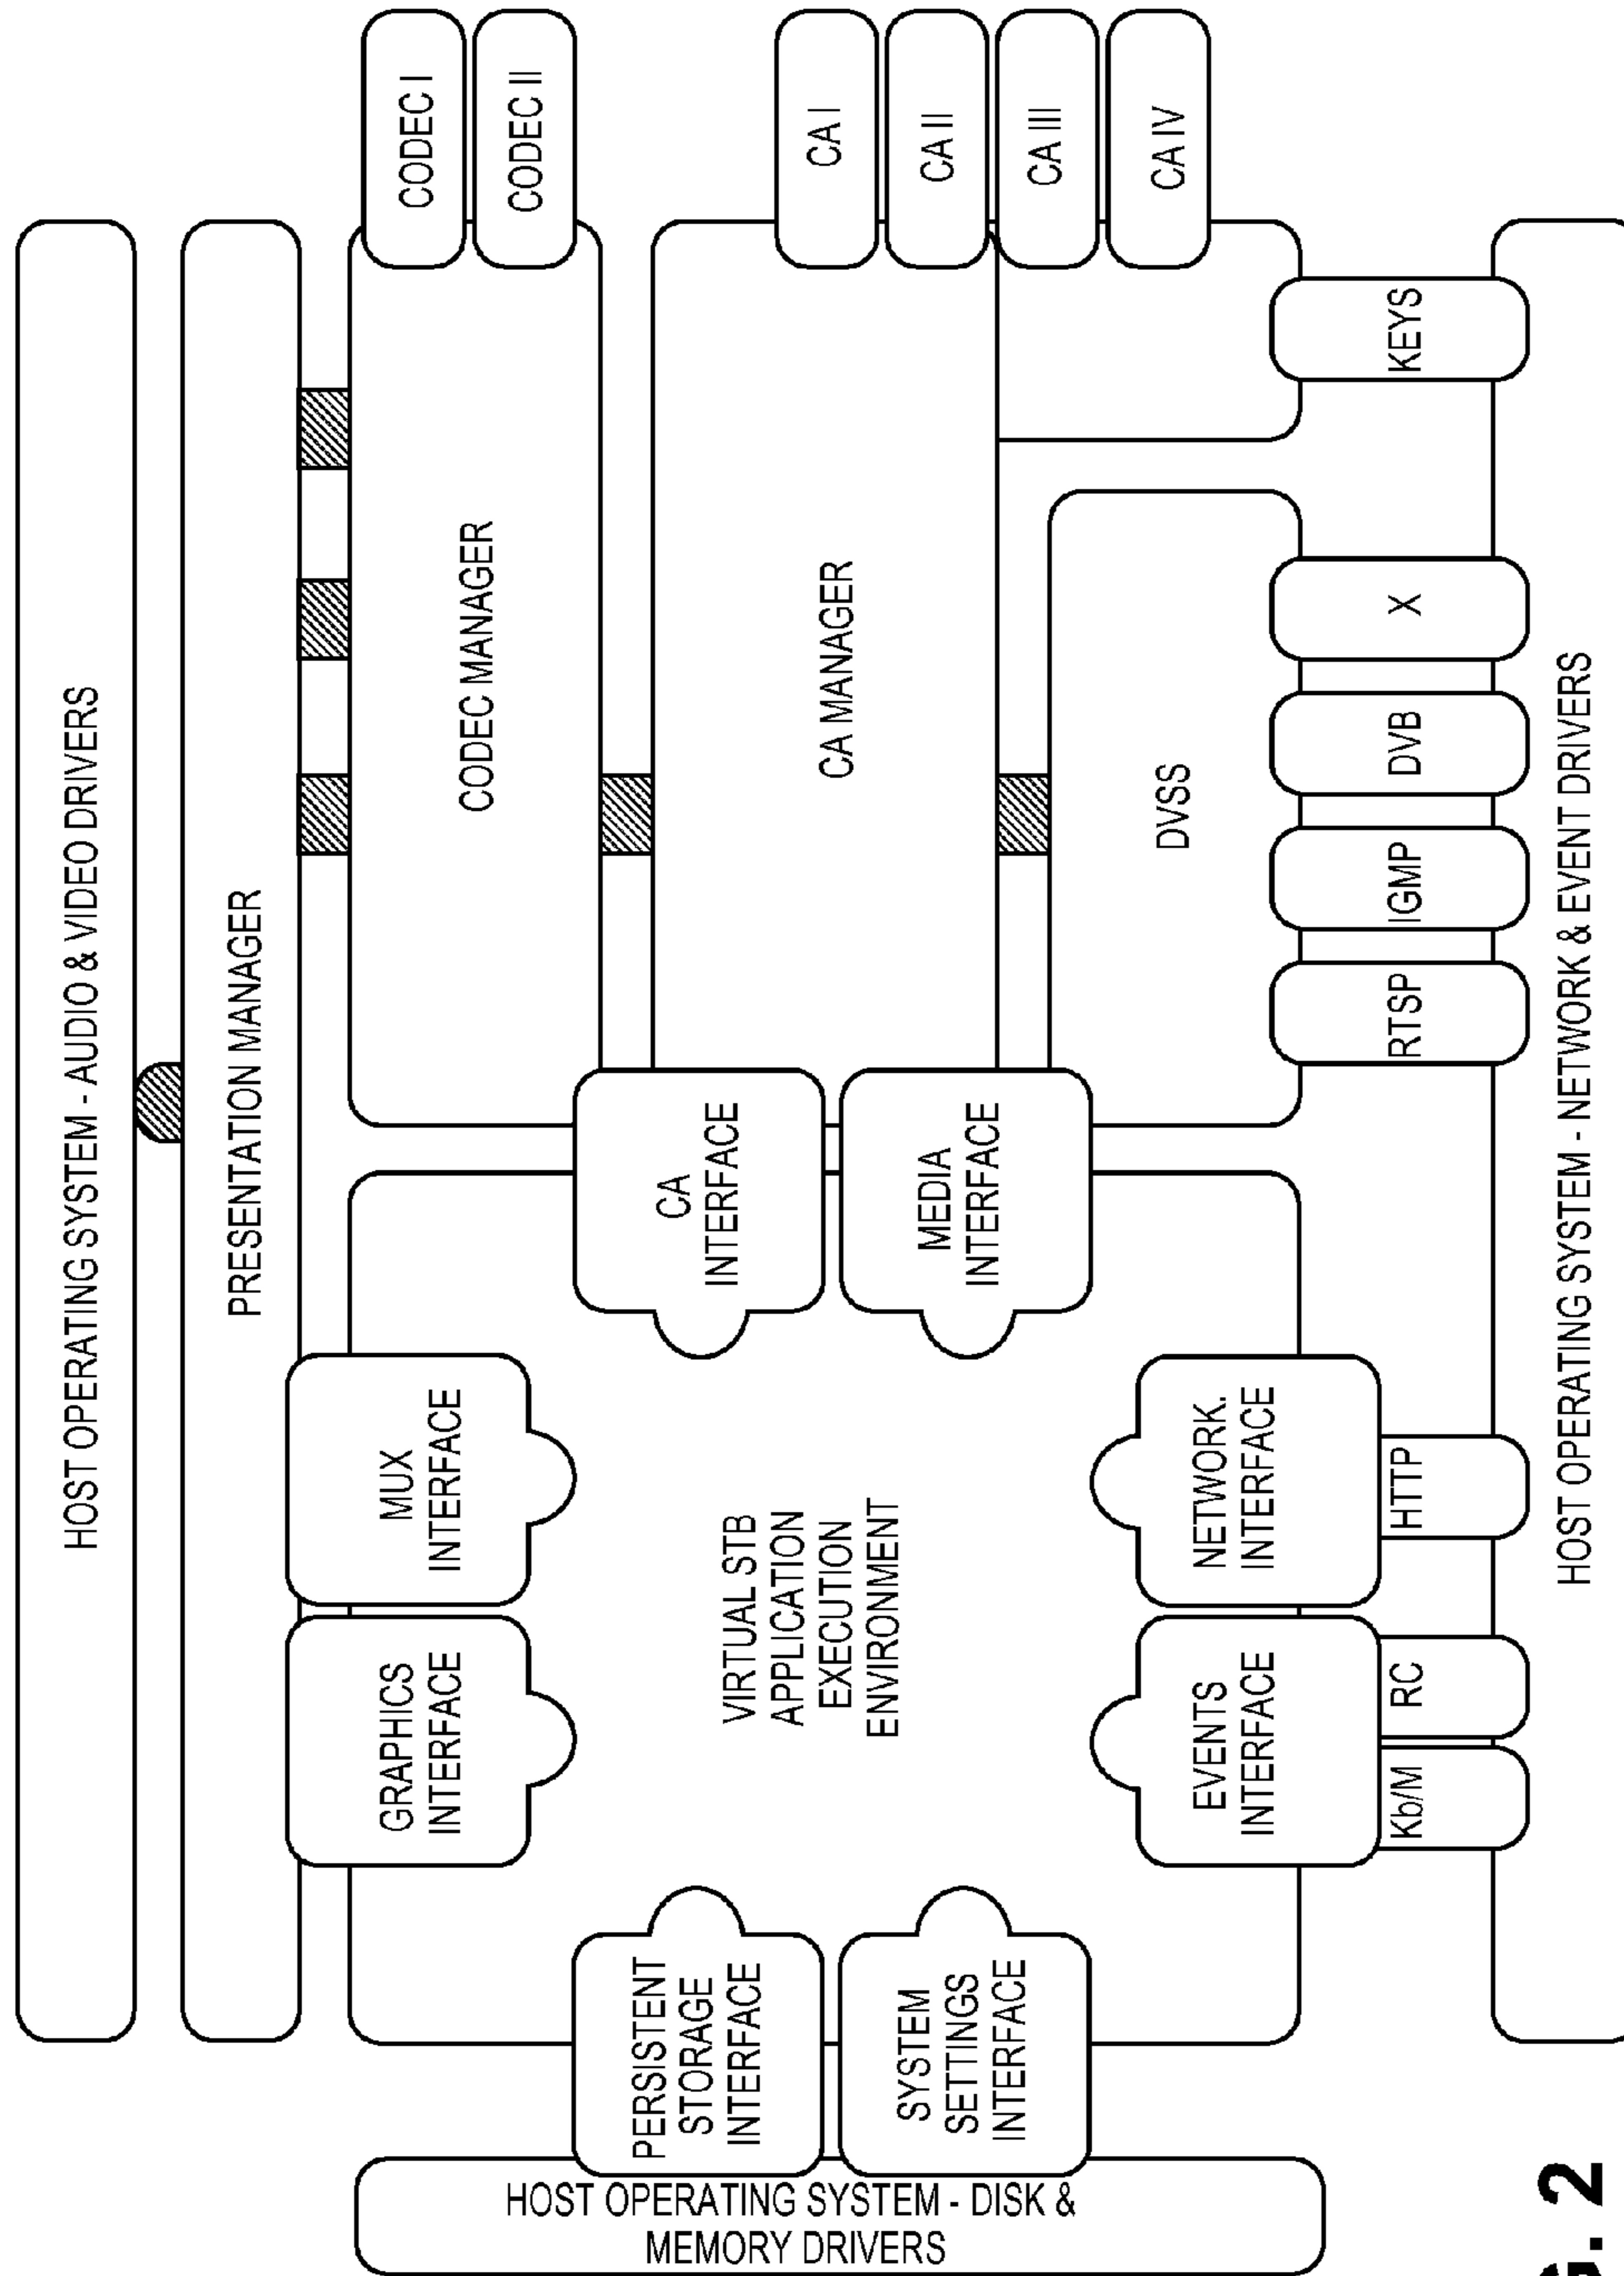 HOST OPERATING SYSTEM - AUDIO & VIDEO DRIVERS
PRESENTATION MANAGER
GRAPHICS
INTERFACE
MUX
INTERFACE
CODEC MANAGER
CODEC I
CODEC II
HOST OPERATING SYSTEM - DISK &
MEMORY DRIVERS
PERSISTENT
STORAGE
INTERFACE
SYSTEM
SETTINGS
INTERFACE
VIRTUAL STB
APPLICATION
EXECUTION
ENVIRONMENT
CA
INTERFACE
MEDIA
INTERFACE
CA MANAGER
CA I
CA II
CA III
CA IV
EVENTS
INTERFACE
NETWORK.
INTERFACE
DVSS
Kb/M
RC
HTTP
RTSP
IGMP
DVB
X
KEYS
HOST OPERATING SYSTEM - NETWORK & EVENT DRIVERS
G. 2